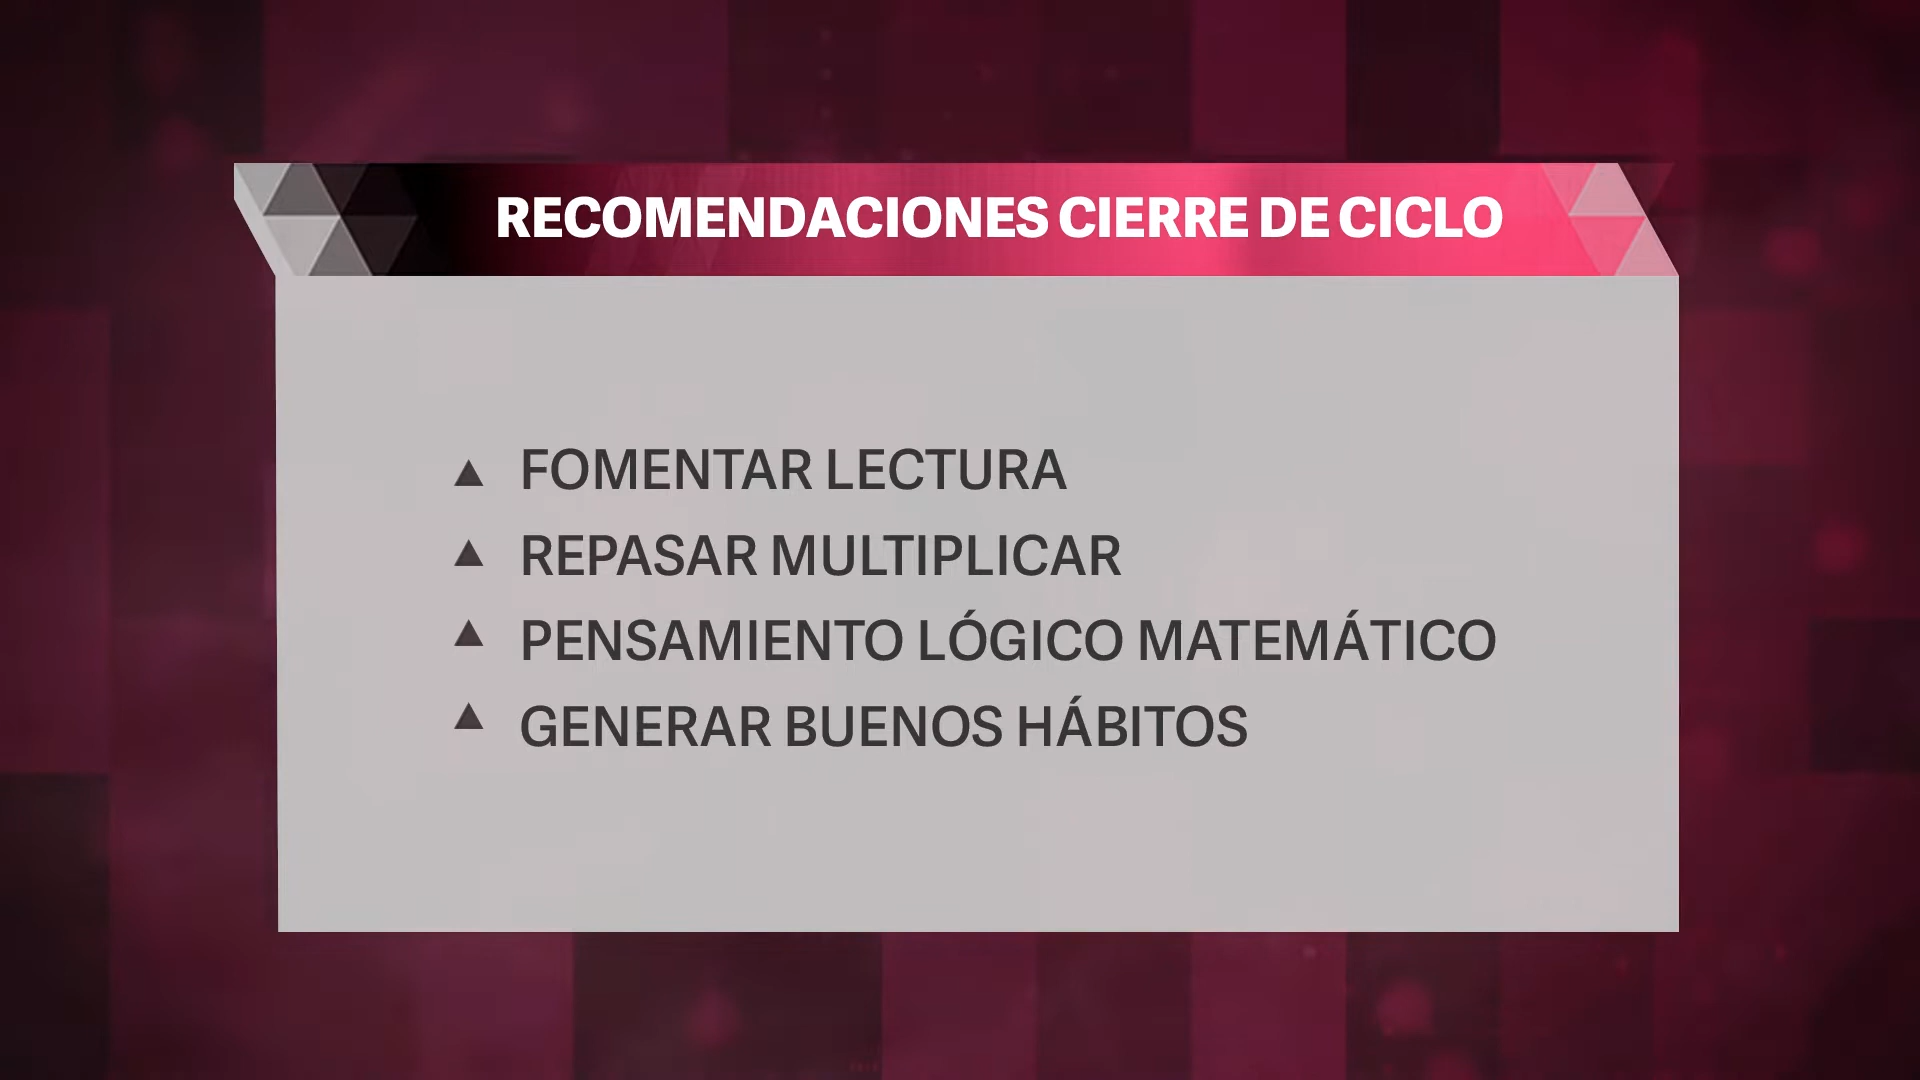 RECOMENDACIONES CIERRE DE CICLO
FOMENTAR LECTURA
REPASAR MULTIPLICAR
PENSAMIENTO LÓGICO MATEMÁTICO
GENERAR BUENOS HÁBITOS